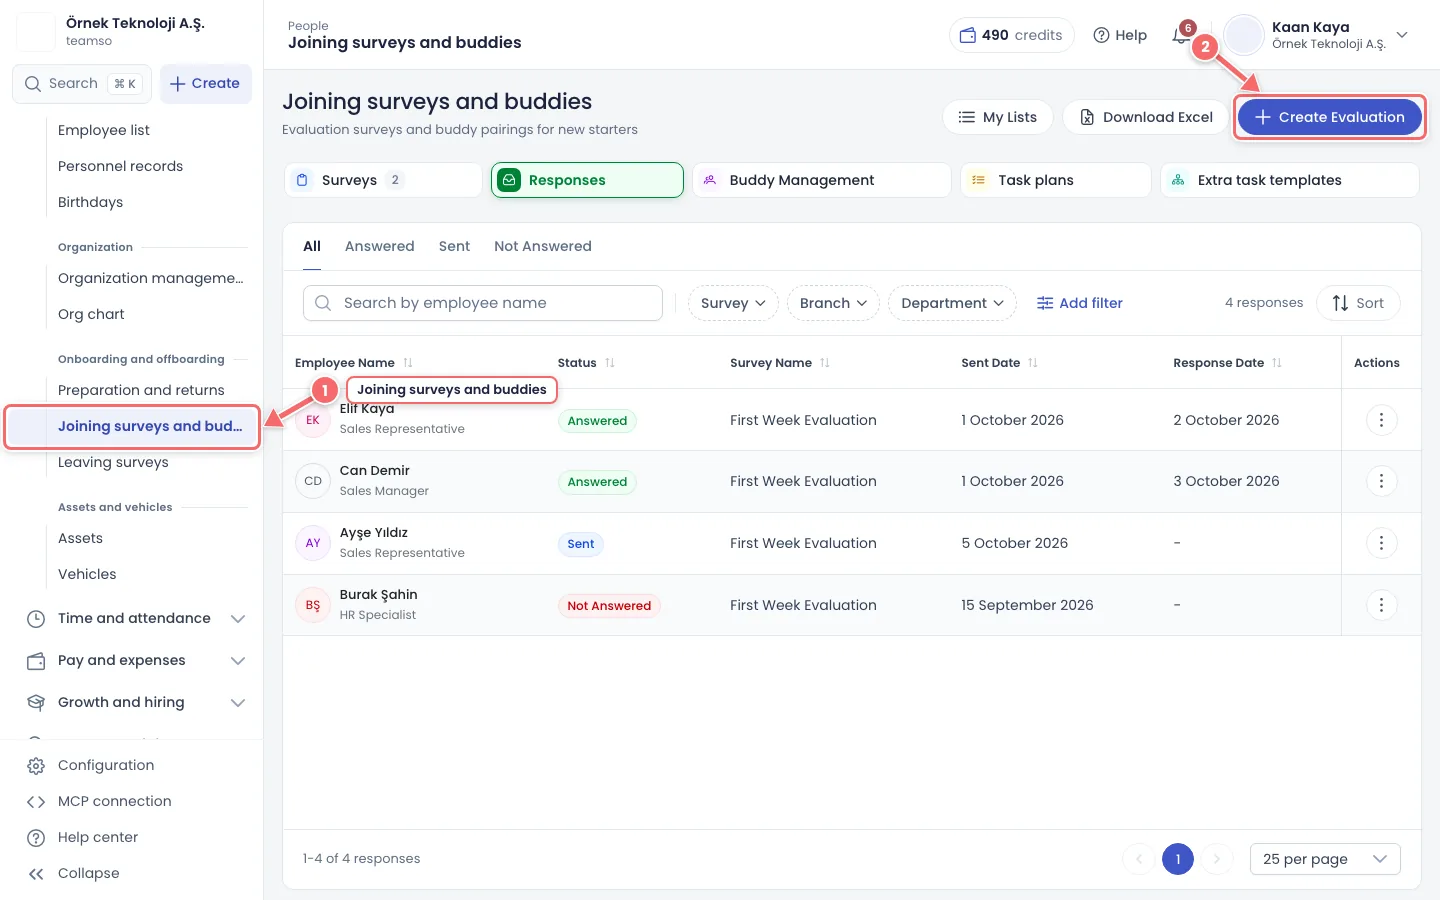 Örnek Teknoloji A.Ş.
teamso
Search
⌘ K
Create
Employee list
Personnel records
Birthdays
Organization
Organization manageme...
Org chart
Onboarding and offboarding
Preparation and returns
Joining surveys and bud...
Leaving surveys
Assets and vehicles
Assets
Vehicles
Time and attendance
Pay and expenses
Growth and hiring
Configuration
MCP connection
Help center
Collapse
People
Joining surveys and buddies
490 credits
Help
6
Kaan Kaya
Örnek Teknoloji A.Ş.
2
Joining surveys and buddies
Evaluation surveys and buddy pairings for new starters
My Lists
Download Excel
Create Evaluation
Surveys 2
Responses
Buddy Management
Task plans
Extra task templates
All
Answered
Sent
Not Answered
Search by employee name
Survey
Branch
Department
Add filter
4 responses
Sort
Employee Name
Status
Survey Name
Sent Date
Response Date
Actions
1
Joining surveys and buddies
EK
Elif Kaya
Sales Representative
Answered
First Week Evaluation
1 October 2026
2 October 2026
CD
Can Demir
Sales Manager
Answered
First Week Evaluation
1 October 2026
3 October 2026
AY
Ayşe Yıldız
Sales Representative
Sent
First Week Evaluation
5 October 2026
-
BŞ
Burak Şahin
HR Specialist
Not Answered
First Week Evaluation
15 September 2026
-
1-4 of 4 responses
1
25 per page